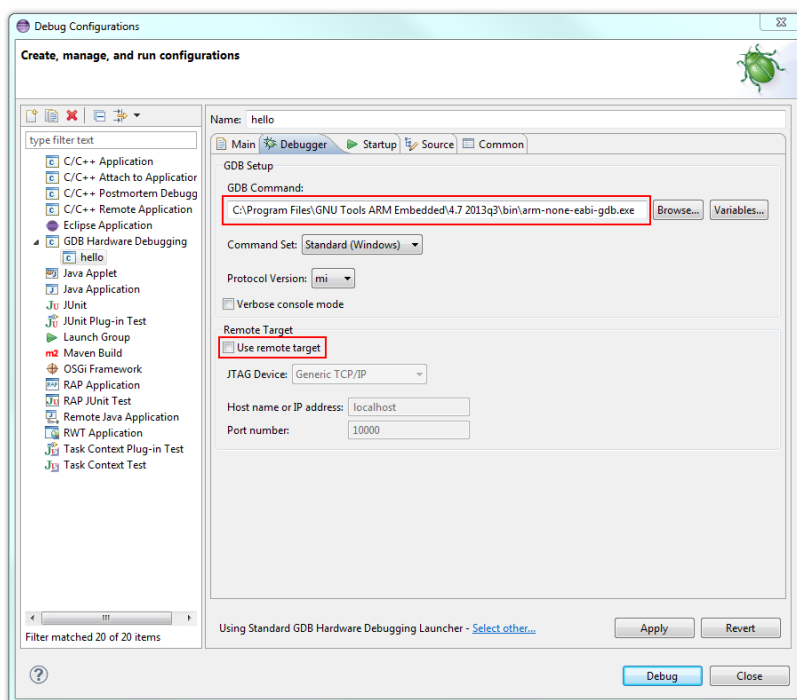 Debug Configurations
Create, manage, and run configurations
type filter text
C/C++ Application
C/C++ Attach to Applicatior
C/C++ Postmortem Debugg
C/C++ Remote Application
Eclipse Application
GDB Hardware Debugging
hello
Java Applet
Java Application
JUnit
JUnit Plug-in Test
Launch Group
Maven Build
OSGi Framework
RAP Application
RAP JUnit Test
Remote Java Application
RWT Application
Task Context Plug-in Test
Task Context Test
Filter matched 20 of 20 items
Name: hello
Main Debugger Startup Source Common
GDB Setup
GDB Command:
C:\Program Files\GNU Tools ARM Embedded\4.7 2013q3\bin\arm-none-eabi-gdb.exe Browse... Variables...
Command Set: Standard (Windows)
Protocol Version: mi
Verbose console mode
Remote Target
Use remote target
JTAG Device: Generic TCP/IP
Host name or IP address: localhost
Port number: 10000
Using Standard GDB Hardware Debugging Launcher - Select other...
Apply Revert
Debug Close